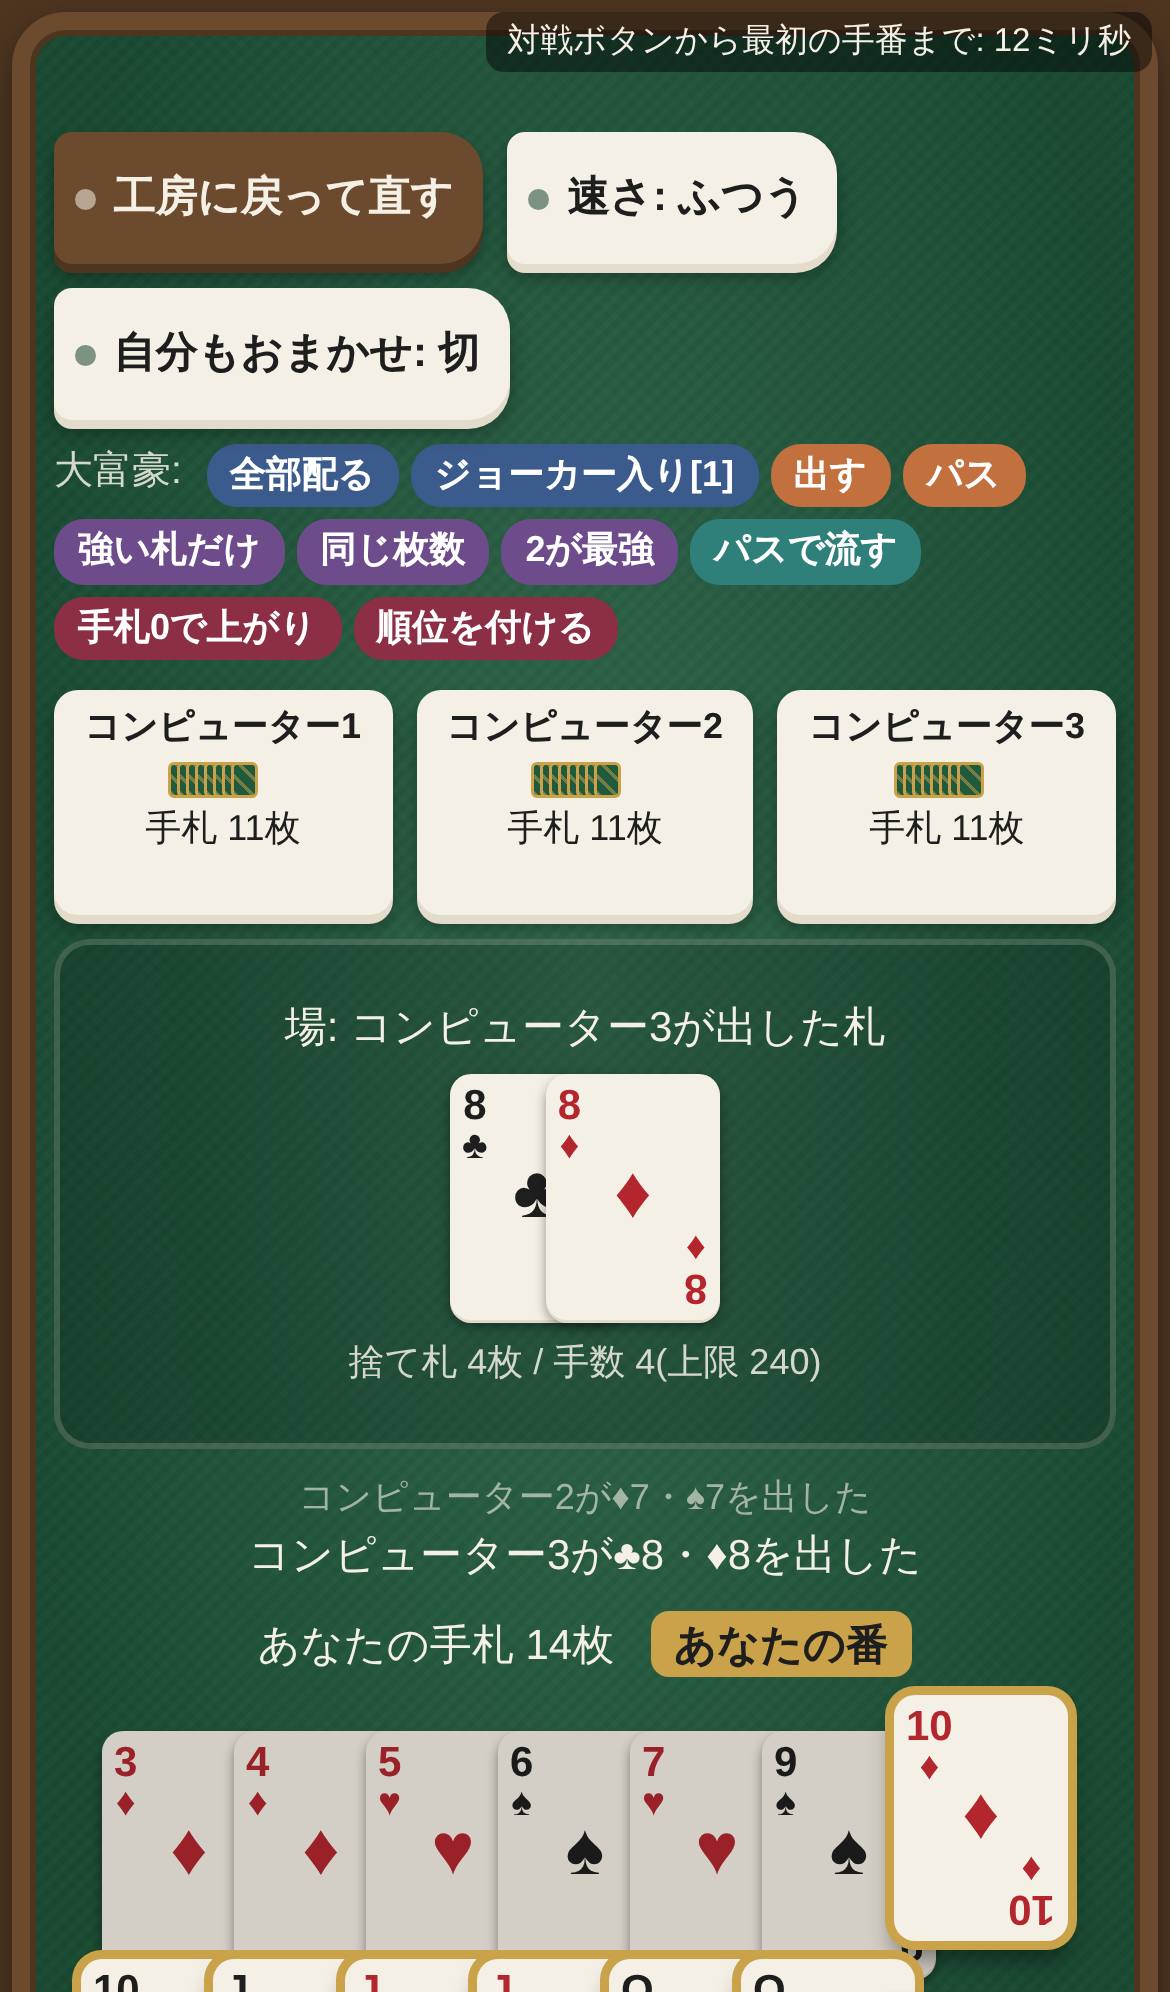 対戦ボタンから最初の手番まで: 12ミリ秒
工房に戻って直す
速さ: ふつう
自分もおまかせ: 切
大富豪: 全部配る ジョーカー入り[1] 出す パス
強い札だけ 同じ枚数 2が最強 パスで流す
手札0で上がり 順位を付ける
コンピューター1 コンピューター2 コンピューター3
手札 11枚 手札 11枚 手札 11枚
場: コンピューター3が出した札
8♣ 8♦
8
捨て札 4枚 / 手数 4(上限 240)
コンピューター2が♦7・♠7を出した
コンピューター3が♣8・♦8を出した
あなたの手札 14枚 あなたの番
3♦ 4♦ 5♥ 6♠ 7♥ 9♠ 10♦
10
10 J J J Q Q